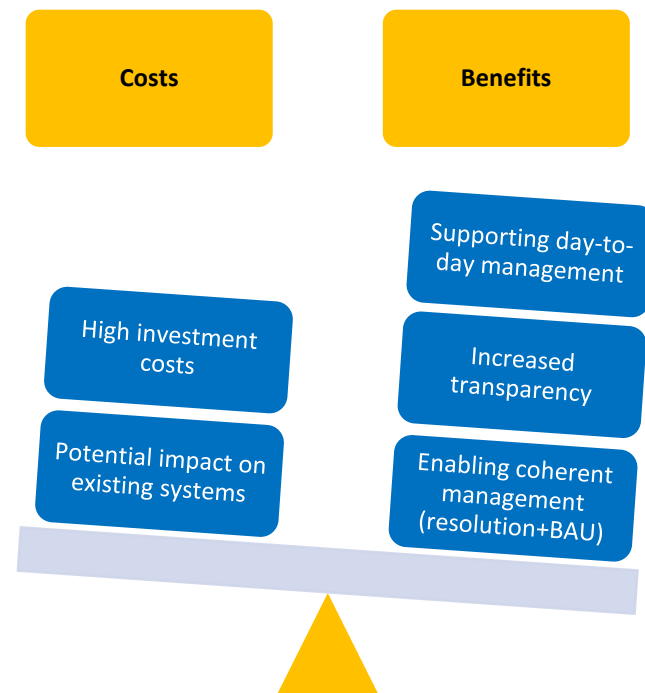 Costs
Benefits
Supporting day-to-
day management
High investment
costs
Increased
transparency
Potential impact on
existing systems
Enabling coherent
management
(resolution+BAU)